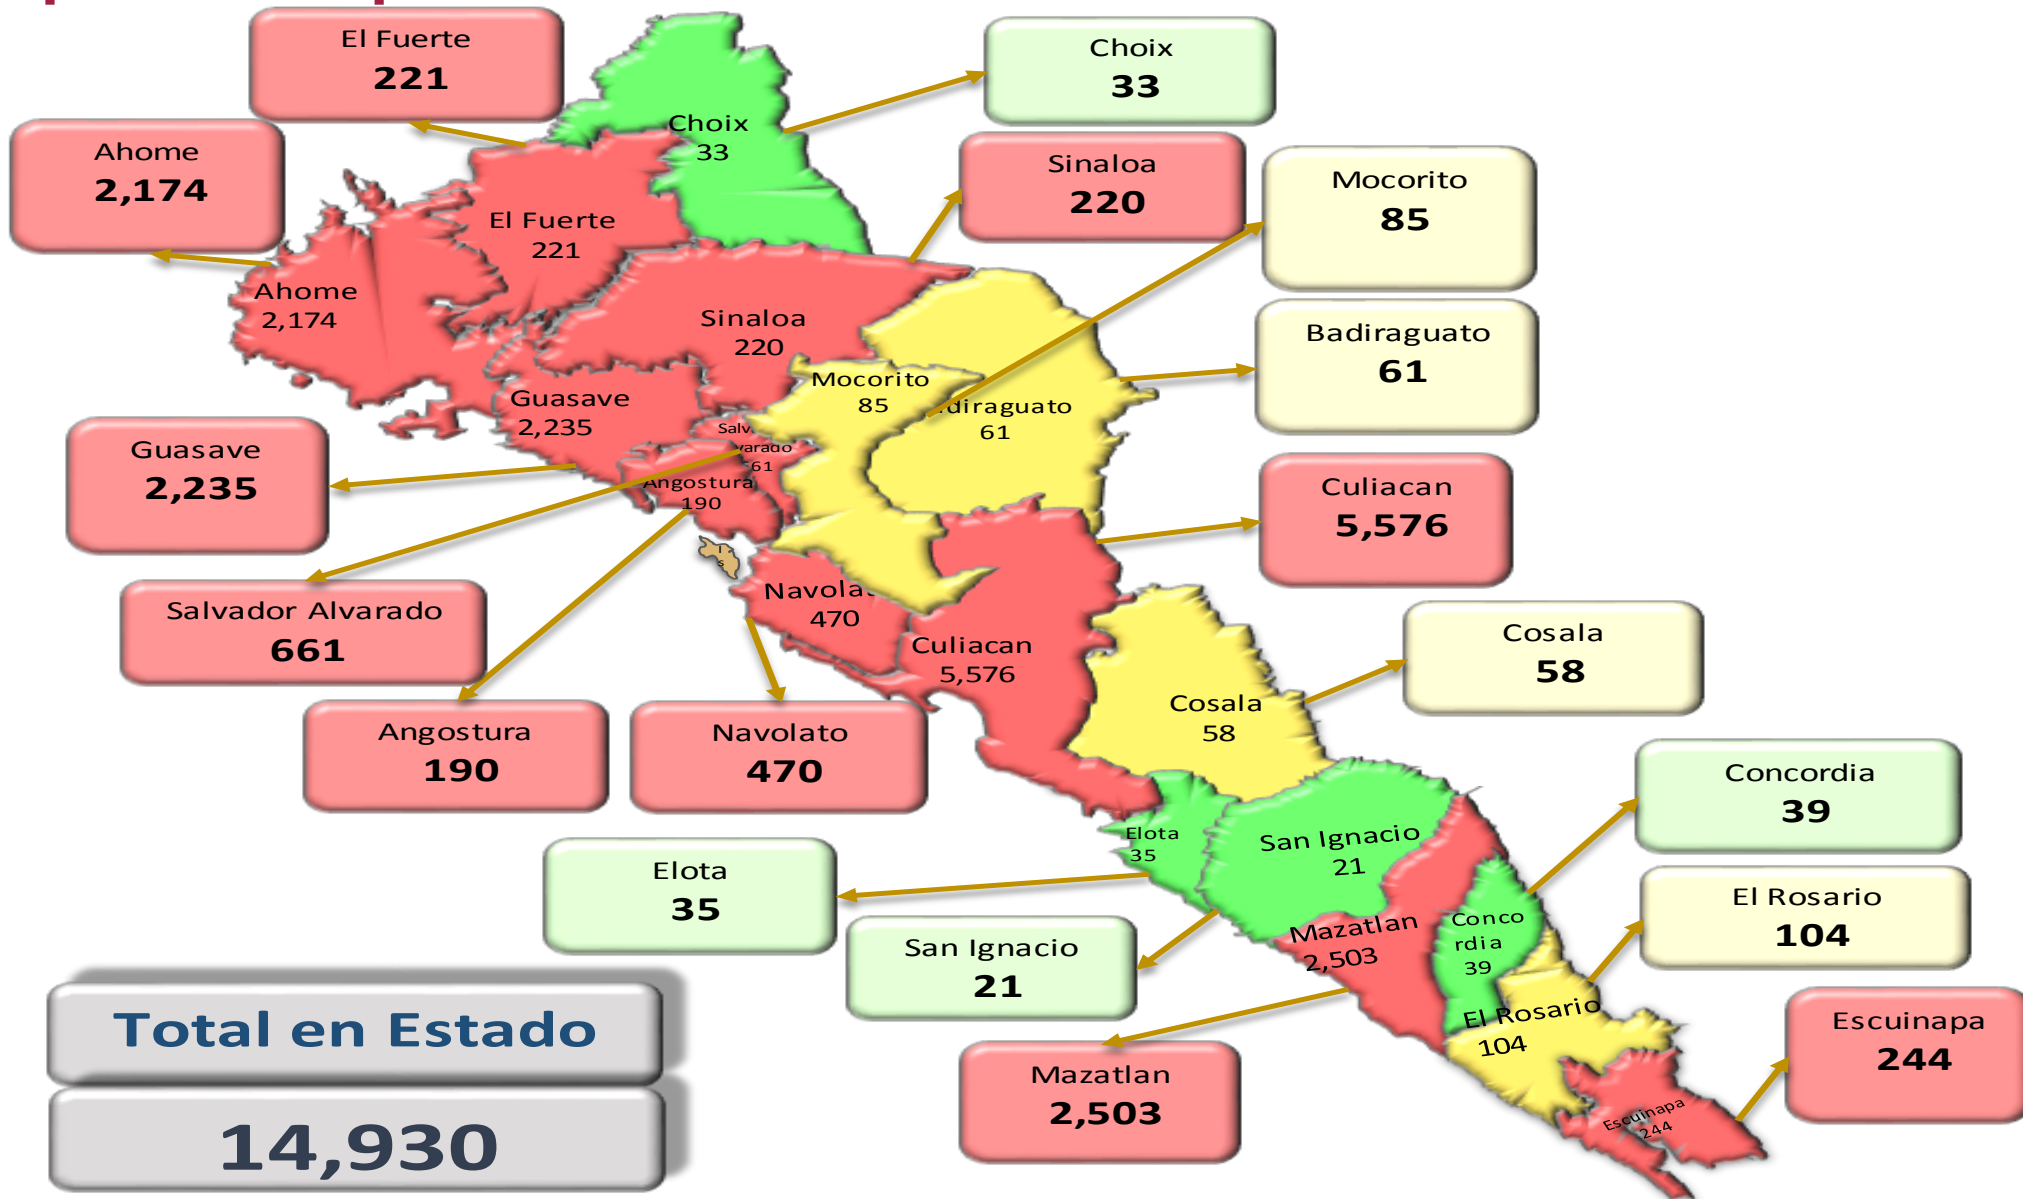 El Fuerte
221
Choix
33
Ahome
2,174
Sinaloa
220
Mocorito
85
Badiraguato
61
Guasave
2,235
Culiacan
5,576
Salvador Alvarado
661
Cosala
58
Angostura
190
Navolato
470
Concordia
39
Elota
35
El Rosario
104
San Ignacio
21
Escuinapa
244
Mazatlan
2,503
Choix
33
El Fuerte
221
Ahome
2,174
Sinaloa
220
Mocorito
85
diraguato
61
Guasave
2,235
Salv
varado
61
Angostura
190
Navola
470
Culiacan
5,576
Cosala
58
Elota
35
San Ignacio
21
Mazatlan
2,503
Conco
rdia
39
El Rosario
104
Escuinapa
244
Total en Estado
14,930